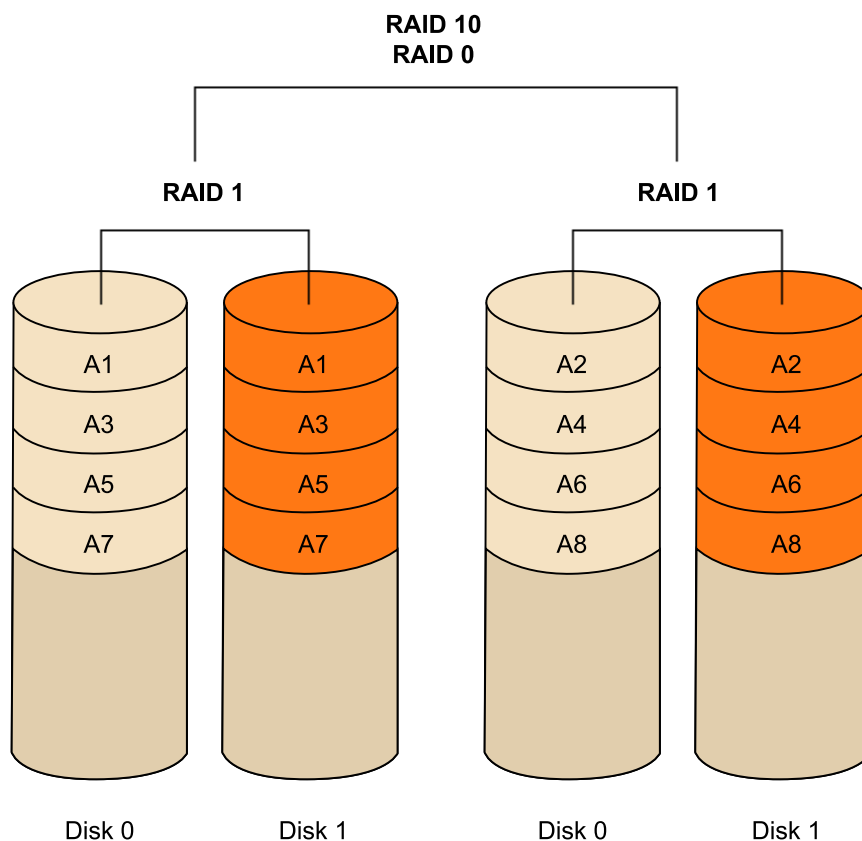 RAID 10
RAID 0
RAID 1 RAID 1
A1 A1 A2 A2
A3 A3 A4 A4
A5 A5 A6 A6
A7 A7 A8 A8
Disk 0 Disk 1 Disk 0 Disk 1